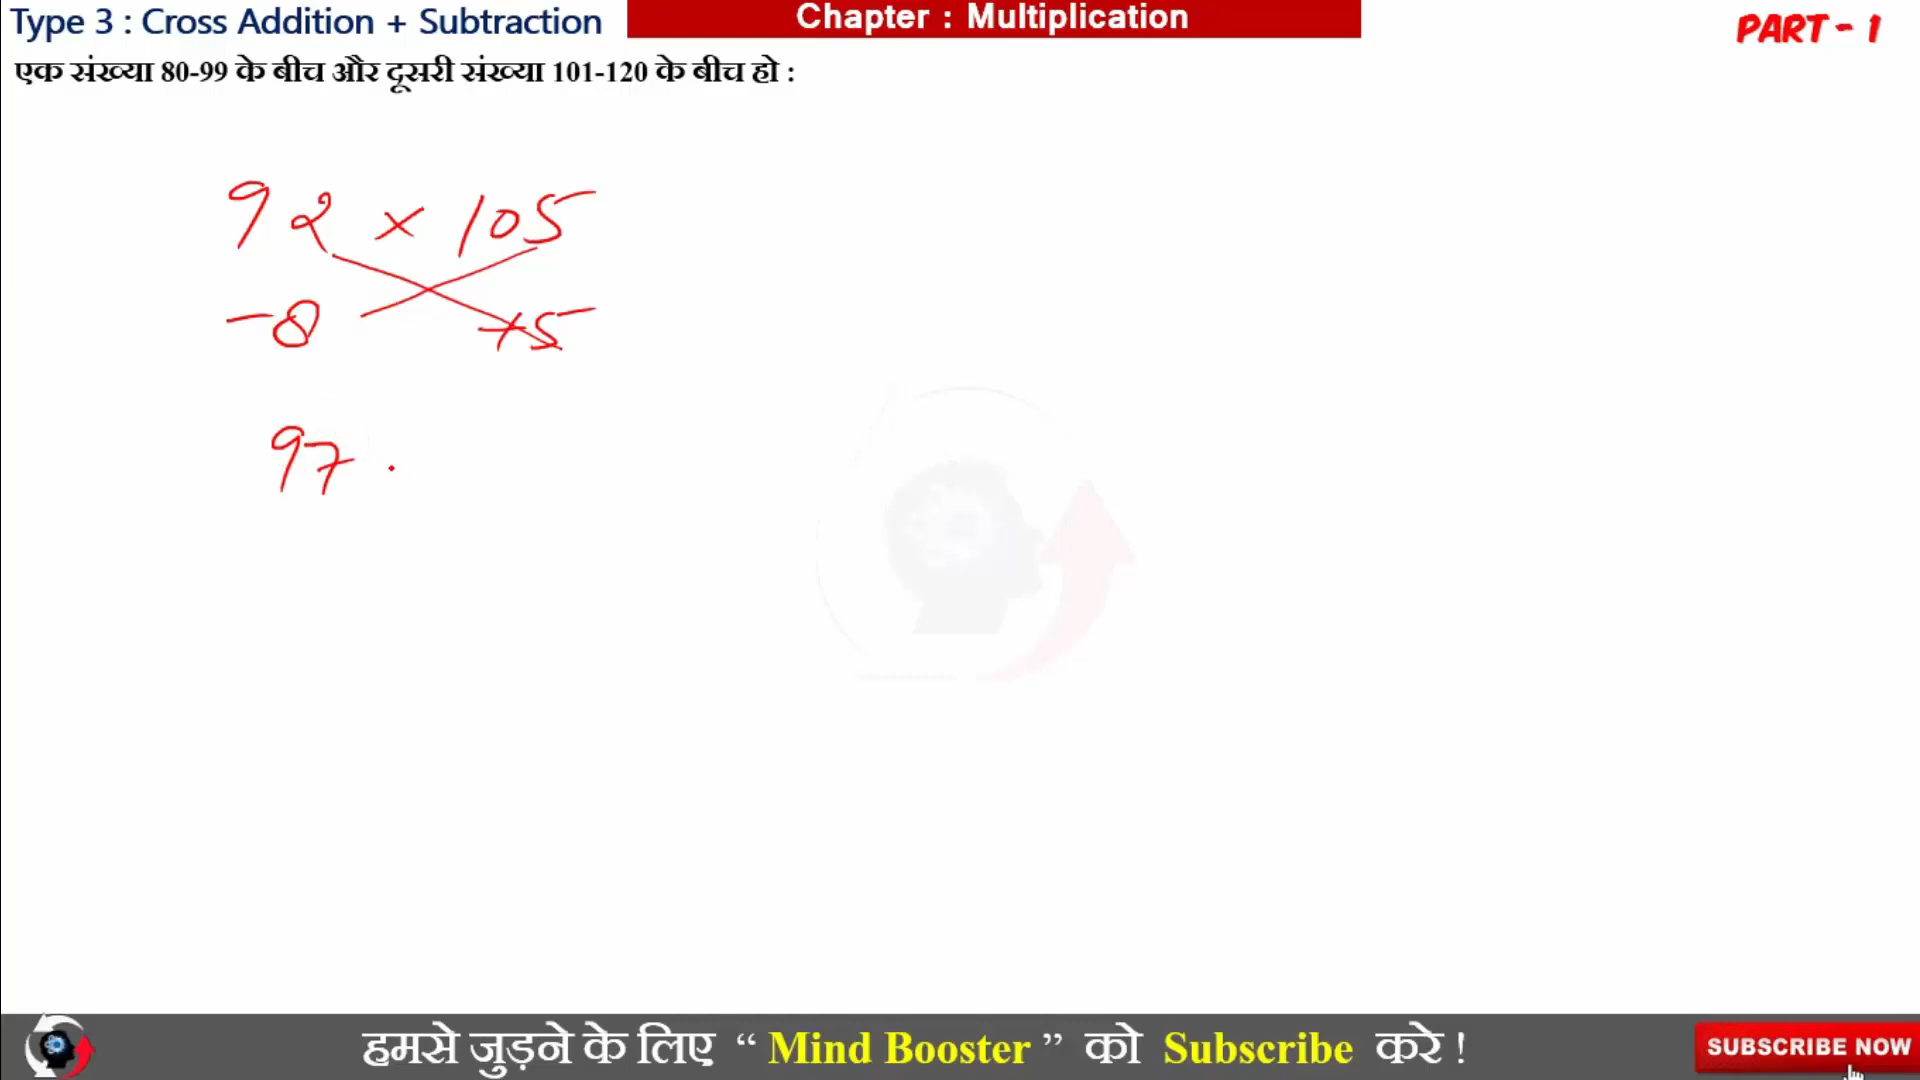 Type 3 : Cross Addition + Subtraction
Chapter : Multiplication
PART - 1
एक संख्या 80-99 के बीच और दूसरी संख्या 101-120 के बीच हो :
92 × 105
-8 +5
97 .
हमसे जुड़ने के लिए “ Mind Booster ” को Subscribe करे !
SUBSCRIBE NOW